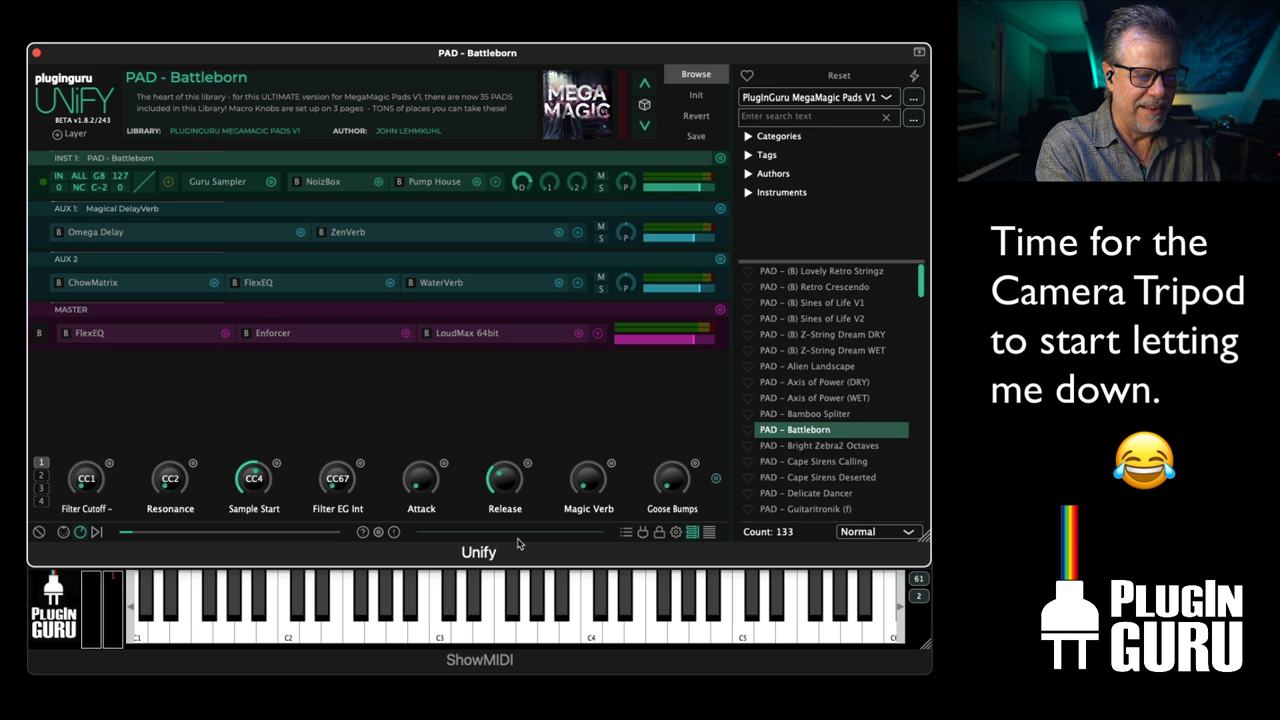 PAD - Battleborn
pluginguru
UNiFY
BETA v1.8.2/243
Layer
PAD - Battleborn
The heart of this library - for this ULTIMATE version for MegaMagic Pads V1, there are now 35 PADS
included in this Library! Macro Knobs are set up on 3 pages - TONS of places you can take these!
LIBRARY: PLUGINGURU MEGAMAGIC PADS V1 AUTHOR: JOHN LEHMKUHL
MEGA
MAGIC
Browse
Init
Revert
Save
Reset
PlugInGuru MegaMagic Pads V1
...
Enter search text
...
Categories
Tags
Authors
Instruments
INST 1: PAD - Battleborn
IN ALL G8 127
0 NC C-2 0
Guru Sampler
B NoizBox
B Pump House
D 1 2
M
S
P
AUX 1: Magical DelayVerb
B Omega Delay
B ZenVerb
M
S
P
AUX 2
B ChowMatrix
B FlexEQ
B WaterVerb
M
S
P
MASTER
B
B FlexEQ
B Enforcer
B LoudMax 64bit
PAD - (B) Lovely Retro Stringz
PAD - (B) Retro Crescendo
PAD - (B) Sines of Life V1
PAD - (B) Sines of Life V2
PAD - (B) Z-String Dream DRY
PAD - (B) Z-String Dream WET
PAD - Alien Landscape
PAD - Axis of Power (DRY)
PAD - Axis of Power (WET)
PAD - Bamboo Spliter
PAD - Battleborn
PAD - Bright Zebra2 Octaves
PAD - Cape Sirens Calling
PAD - Cape Sirens Deserted
PAD - Delicate Dancer
PAD - Guitaritronik (f)
Count: 133
Normal
1
2
3
4
CC1 CC2 CC4 CC67
Filter Cutoff - Resonance Sample Start Filter EG Int Attack Release Magic Verb Goose Bumps
Unify
PLUGIN
GURU
1
C1 C2 C3 C4 C5
61
2
ShowMIDI
Time for the
Camera Tripod
to start letting
me down.
PLUGIN
GURU